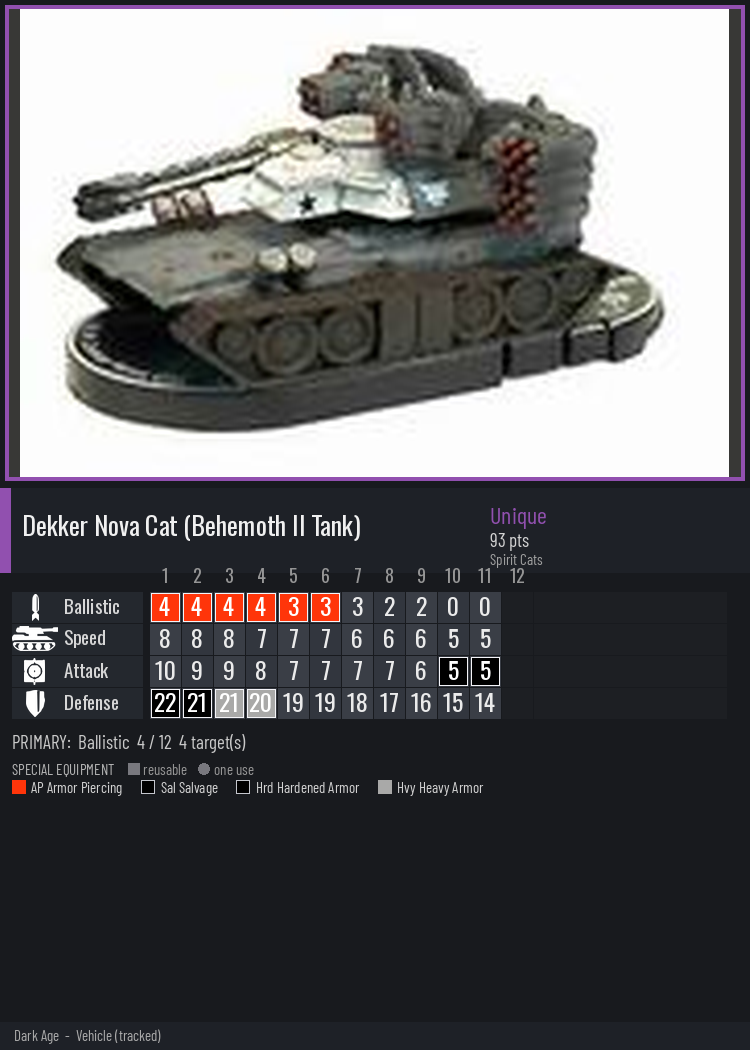 Dekker Nova Cat (Behemoth II Tank)
Unique
93 pts
Spirit Cats
1 2 3 4 5 6 7 8 9 10 11 12
Ballistic 4 4 4 4 3 3 3 2 2 0 0
Speed 8 8 8 7 7 7 6 6 6 5 5
Attack 10 9 9 8 7 7 7 7 6 5 5
Defense 22 21 21 20 19 19 18 17 16 15 14
PRIMARY: Ballistic 4 / 12 4 target(s)
SPECIAL EQUIPMENT reusable one use
AP Armor Piercing Sal Salvage Hrd Hardened Armor Hvy Heavy Armor
Dark Age - Vehicle (tracked)